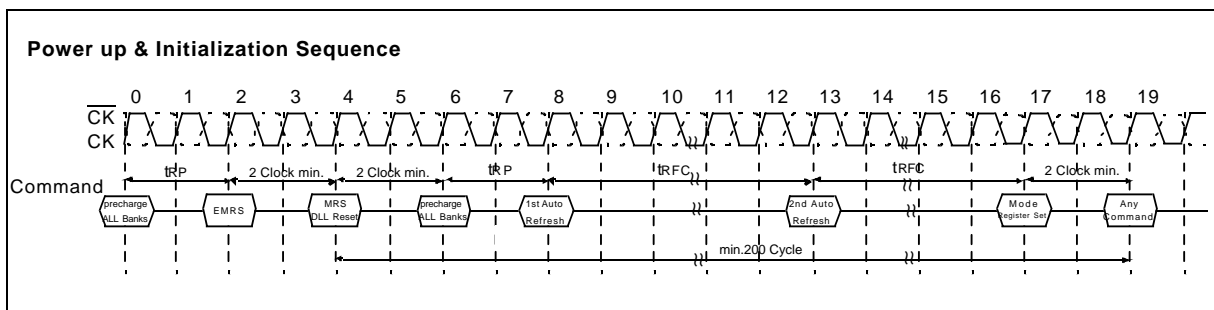 Power up & Initialization Sequence
0 1 2 3 4 5 6 7 8 9 10 11 12 13 14 15 16 17 18 19
CK
CK
tRP 2 Clock min. 2 Clock min. tRP tRFC tRFC 2 Clock min.
Command
precharge
ALL Banks
EMRS
MRS
DLL Reset
precharge
ALL Banks
1st Auto
Refresh
2nd Auto
Refresh
Mode
Register Set
Any
Command
min.200 Cycle